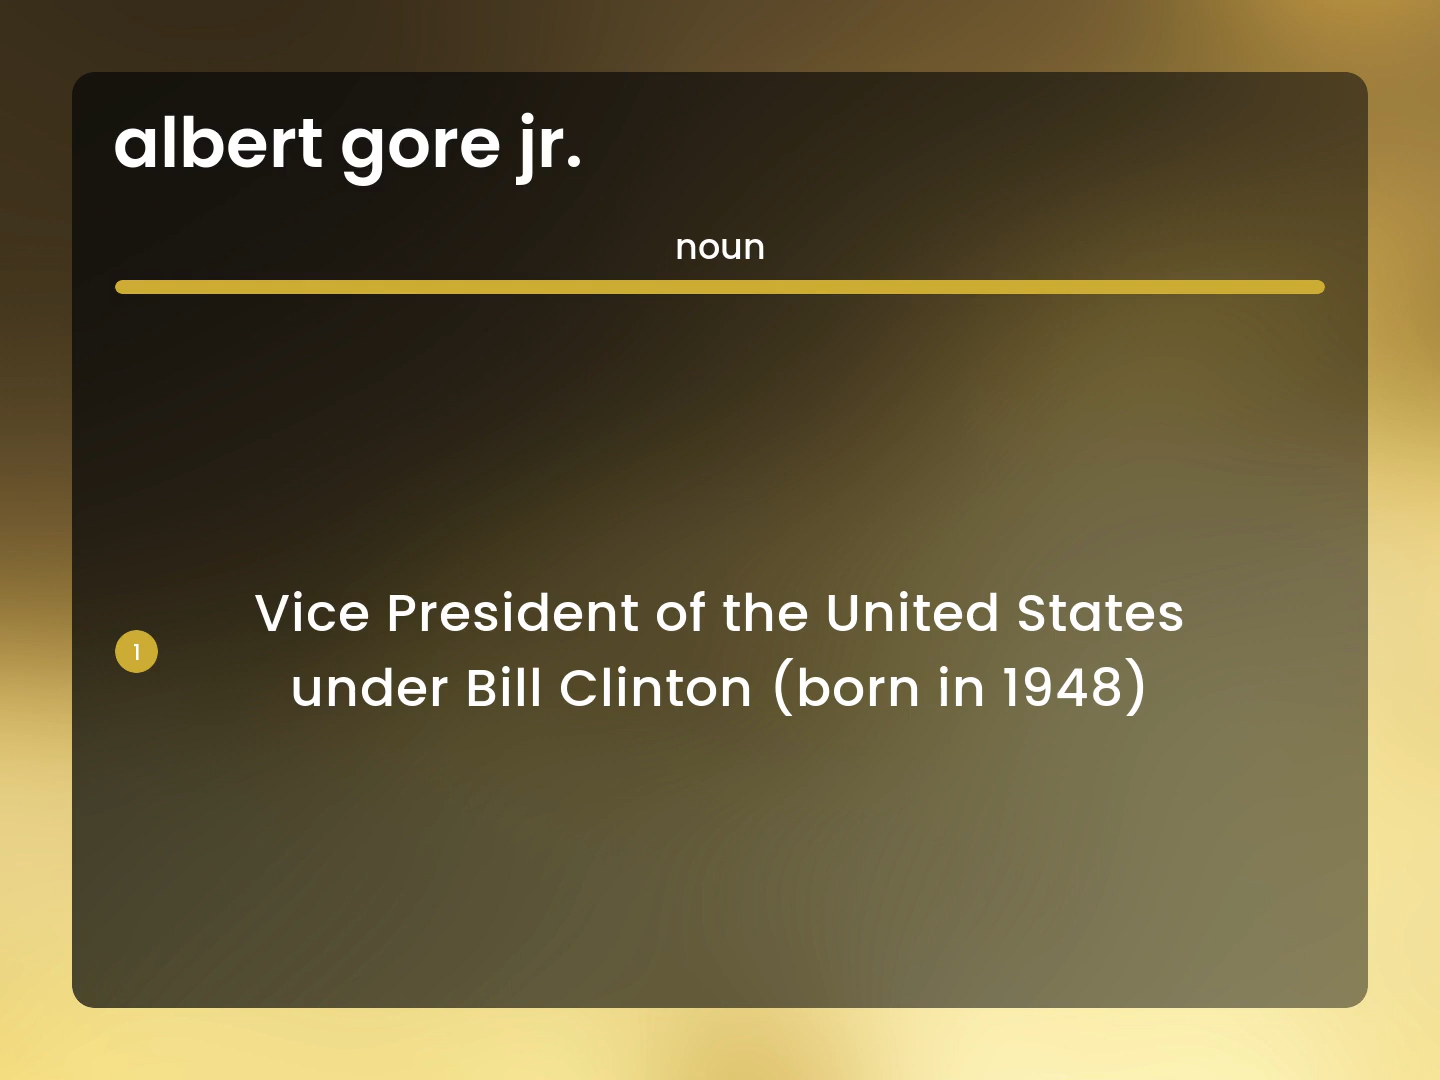 albert gore jr.
noun
1
Vice President of the United States
under Bill Clinton (born in 1948)